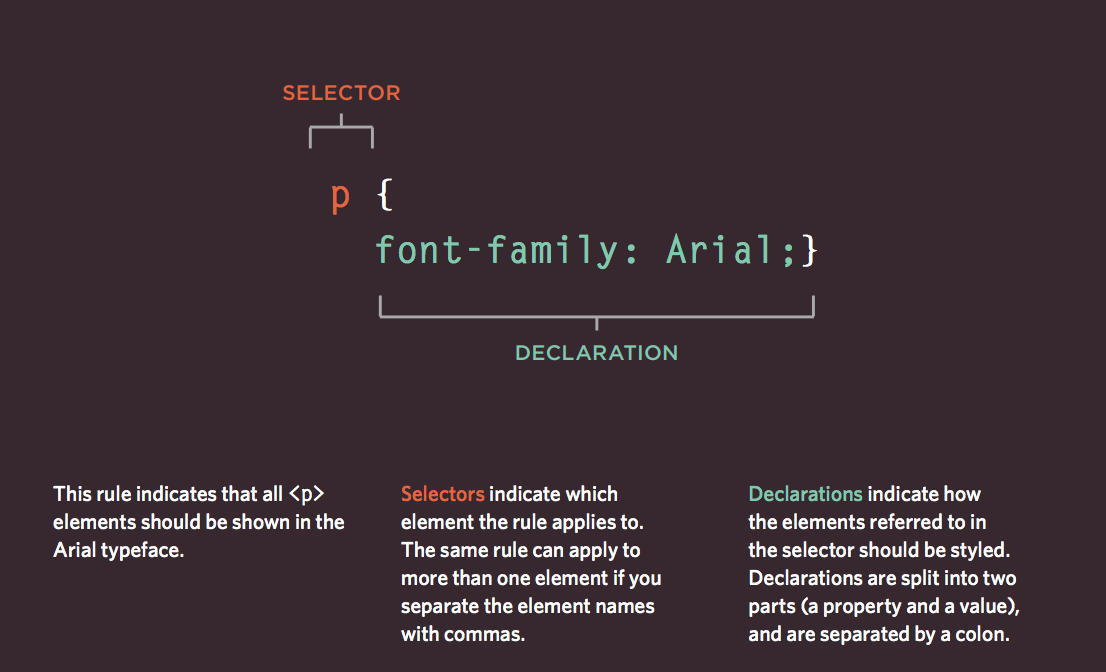 SELECTOR
p {
font-family: Arial;}
DECLARATION
This rule indicates that all <p>
elements should be shown in the
Arial typeface.
Selectors indicate which
element the rule applies to.
The same rule can apply to
more than one element if you
separate the element names
with commas.
Declarations indicate how
the elements referred to in
the selector should be styled.
Declarations are split into two
parts (a property and a value),
and are separated by a colon.